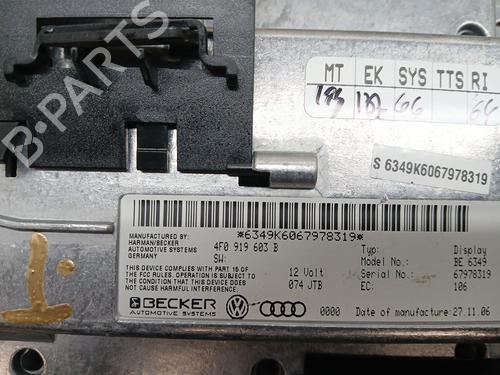 MT EK SYS TTS RI
66
S 6349K6067978319
*6349K6067978319*
MANUFACTURED BY:
HARMAN/BECKER
AUTOMOTIVE SYSTEMS
GERMANY
4F0 919 603 B
SW:
Typ: Display
Model No.: BE 6349
Serial No.: 67978319
EC: 106
THIS DEVICE COMPLIES WITH PART 15 OF
THE FCC RULES. OPERATION IS SUBJECT TO
THE CONDITION THAT THIS DEVICE DOES
NOT CAUSE HARMFUL INTERFERENCE.
12 Volt
074 JTB
BECKER
AUTOMOTIVE SYSTEMS
0000
Date of manufacture: 27.11.06
B-Parts